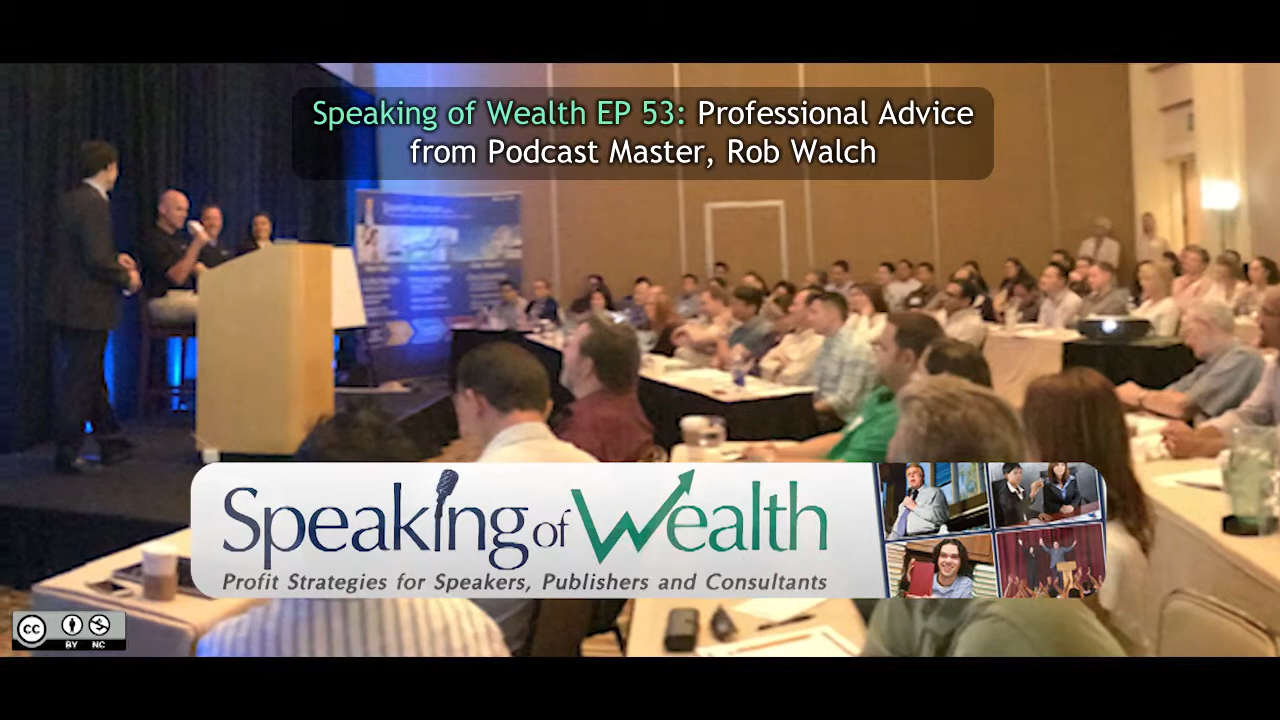 Speaking of Wealth EP 53: Professional Advice
from Podcast Master, Rob Walch
Speaking of Wealth
Profit Strategies for Speakers, Publishers and Consultants
cc
BY NC